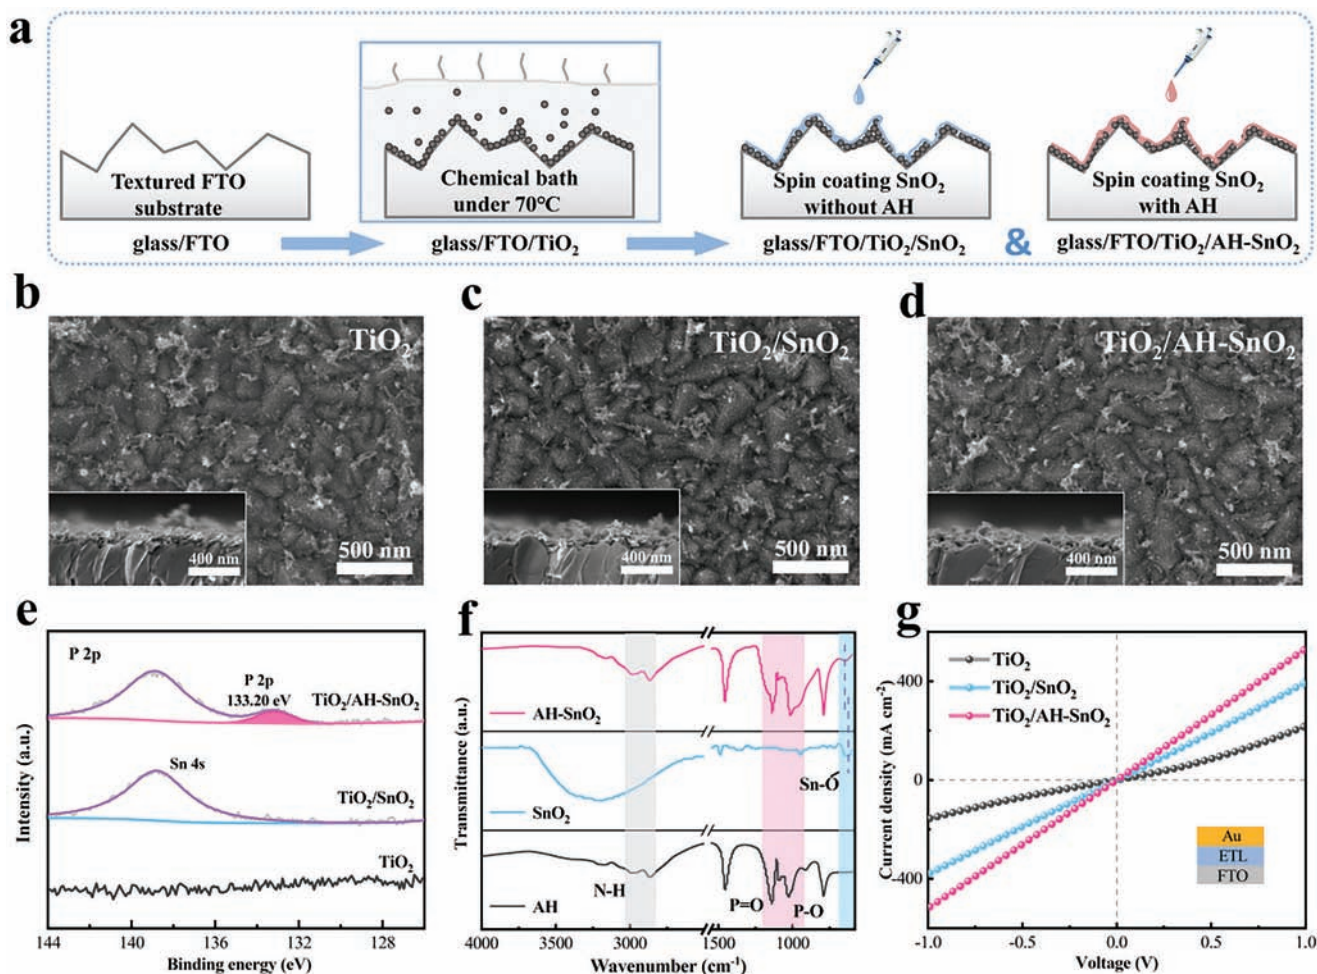 a
Textured FTO
substrate
glass/FTO
Chemical bath
under 70°C
glass/FTO/TiO₂
Spin coating SnO₂
without AH
glass/FTO/TiO₂/SnO₂
&
Spin coating SnO₂
with AH
glass/FTO/TiO₂/AH-SnO₂
b
TiO₂
400 nm
500 nm
c
TiO₂/SnO₂
400 nm
500 nm
d
TiO₂/AH-SnO₂
400 nm
500 nm
e
P 2p
P 2p
133.20 eV
TiO₂/AH-SnO₂
Sn 4s
TiO₂/SnO₂
TiO₂
Intensity (a.u.)
144 140 136 132 128
Binding energy (eV)
f
AH-SnO₂
Sn-O
SnO₂
N-H
P=O
P-O
AH
Transmittance (a.u.)
4000 3000 1500 1000
Wavenumber (cm⁻¹)
g
TiO₂
TiO₂/SnO₂
TiO₂/AH-SnO₂
400
0
-400
Au
ETL
FTO
Current density (mA cm⁻²)
-1.0 -0.5 0.0 0.5 1.0
Voltage (V)